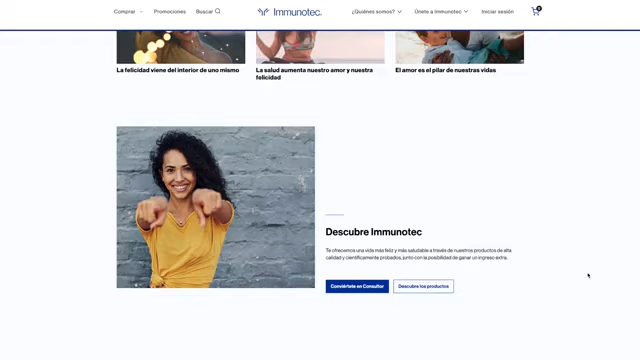 Comprar
Promociones
Buscar
Immunotec.
¿Quiénes somos?
Únete a Immunotec
Iniciar sesión
0
La felicidad viene del interior de uno mismo
La salud aumenta nuestro amor y nuestra
felicidad
El amor es el pilar de nuestras vidas
Descubre Immunotec
Te ofrecemos una vida más feliz y más saludable a través de nuestros productos de alta
calidad y científicamente probados, junto con la posibilidad de ganar un ingreso extra.
Conviértete en Consultor
Descubre los productos